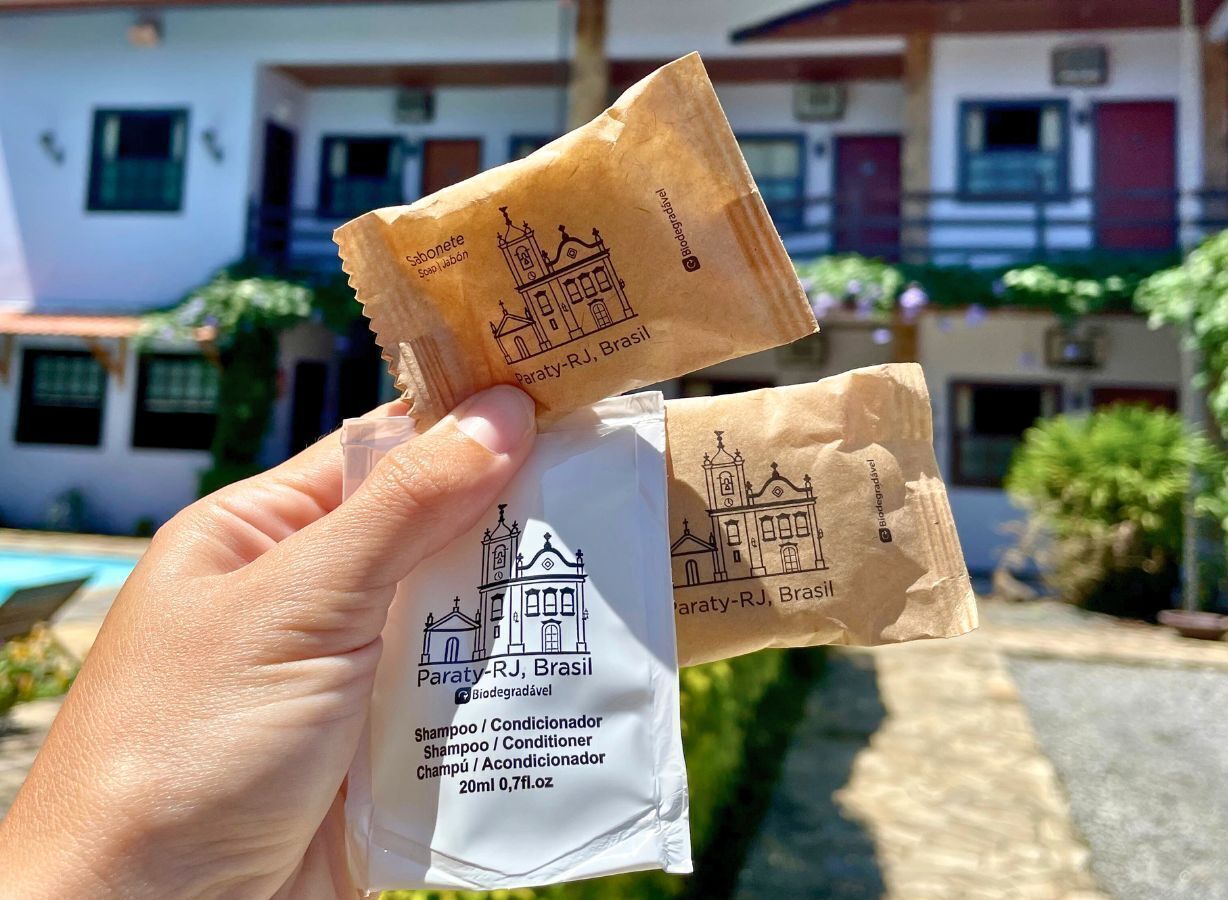 Sabonete
Soap | Jabón
Paraty-RJ, Brasil
Biodegradável
Paraty-RJ, Brasil
Biodegradável
Paraty-RJ, Brasil
Biodegradável
Shampoo / Condicionador
Shampoo / Conditioner
Champú / Acondicionador
20ml 0,7fl.oz